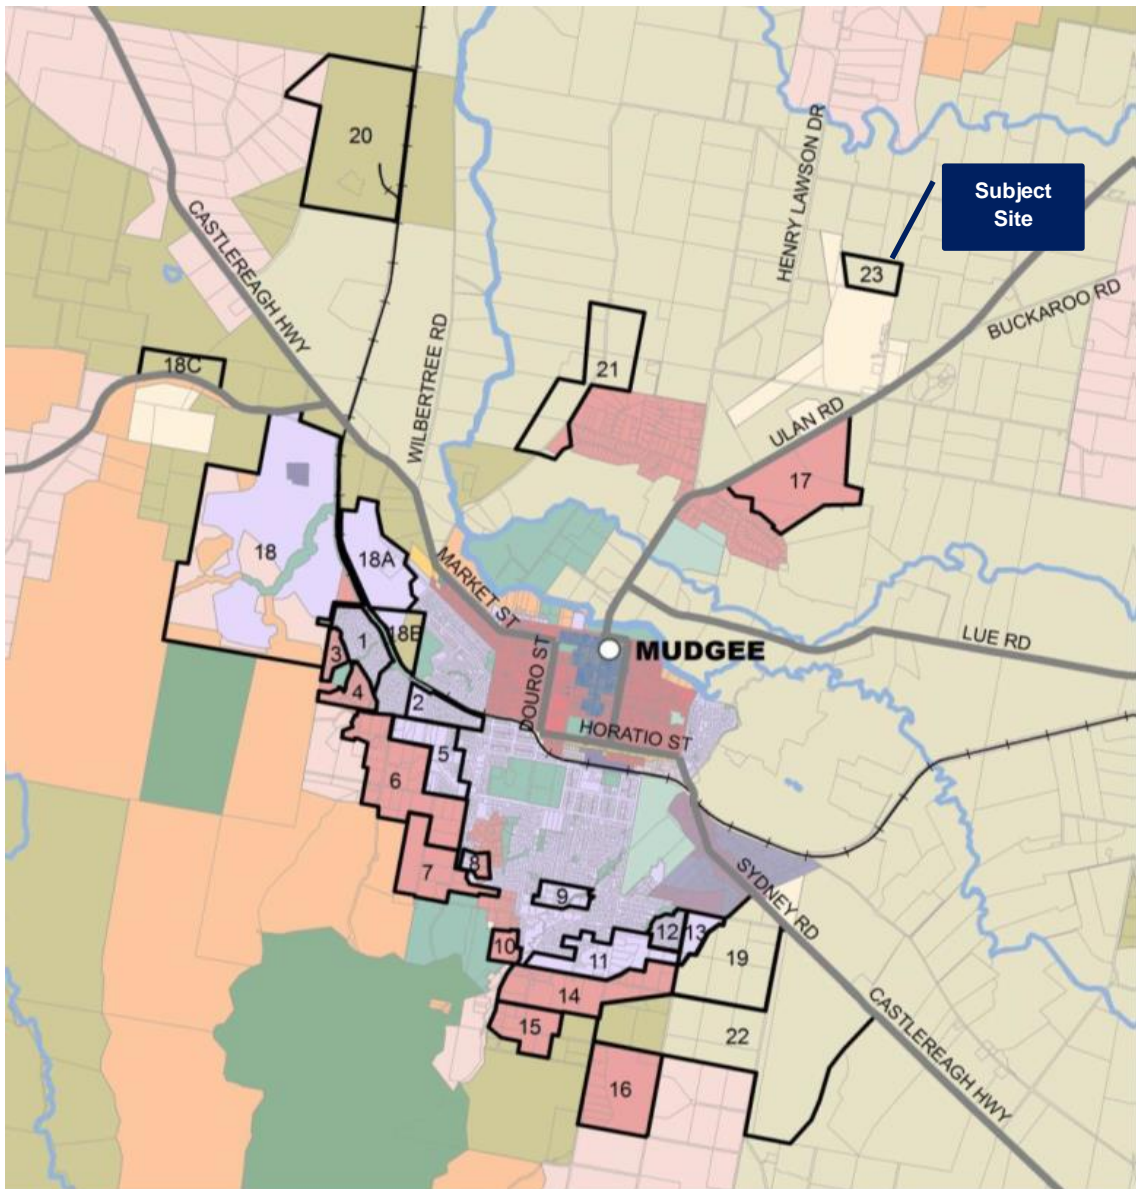 20
HENRY LAWSON DR
Subject
Site
CASTLEREAGH HWY
23
BUCKAROO RD
WILBERTREE RD
18C
21
ULAN RD
17
18
18A
MARKET ST
1
18B
LUE RD
MUDGEE
3
DOURO ST
4
2
HORATIO ST
5
6
7
8
SYDNEY RD
9
12
13
10
11
19
14
CASTLEREAGH HWY
15
22
16